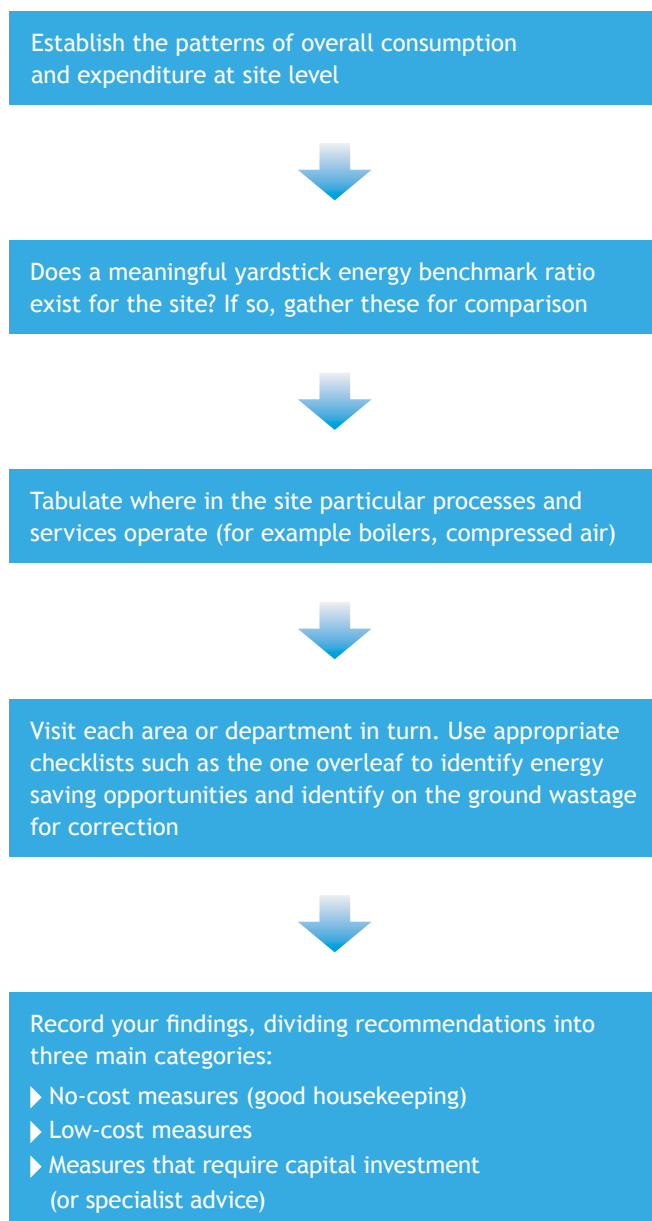 Establish the patterns of overall consumption
and expenditure at site level
Does a meaningful yardstick energy benchmark ratio
exist for the site? If so, gather these for comparison
Tabulate where in the site particular processes and
services operate (for example boilers, compressed air)
Visit each area or department in turn. Use appropriate
checklists such as the one overleaf to identify energy
saving opportunities and identify on the ground wastage
for correction
Record your findings, dividing recommendations into
three main categories:
No-cost measures (good housekeeping)
Low-cost measures
Measures that require capital investment
(or specialist advice)